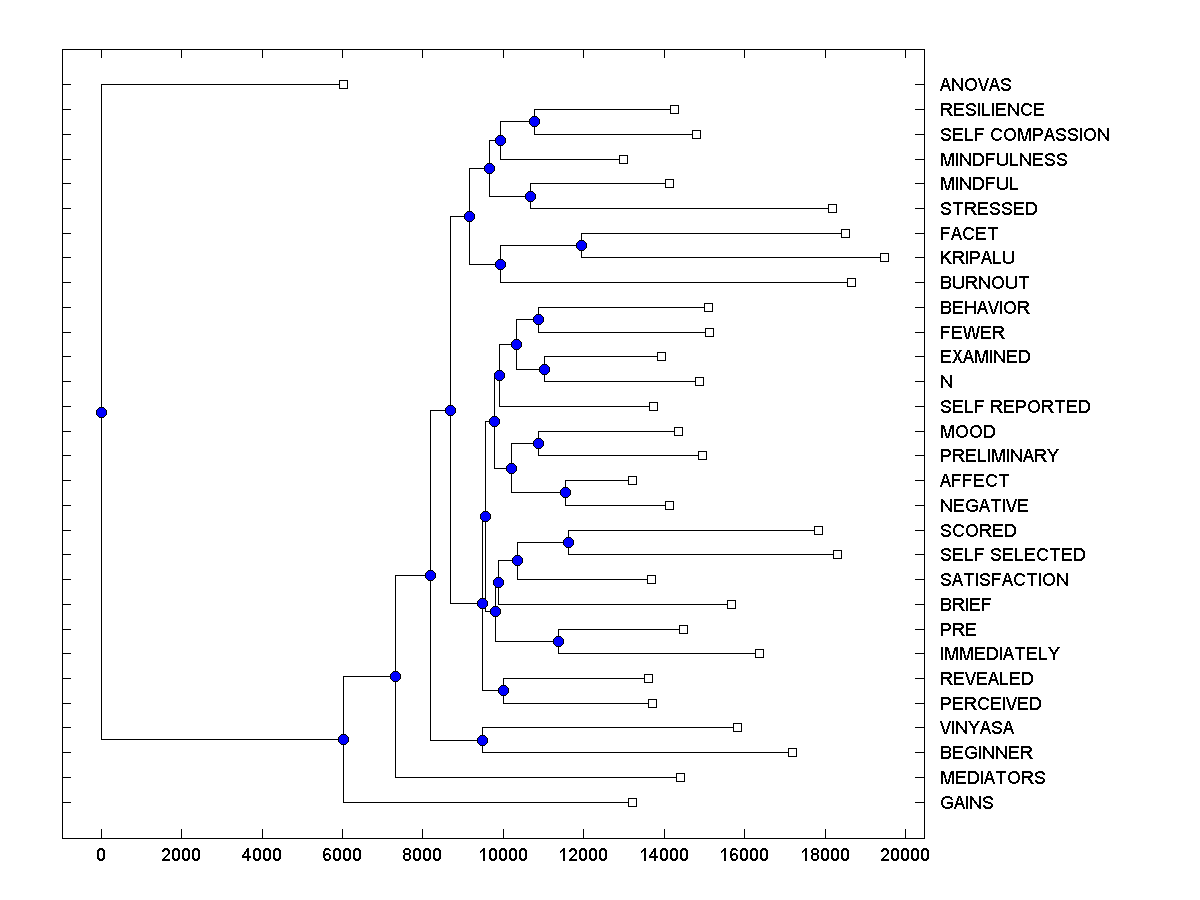 ANOVAS
RESILIENCE
SELF COMPASSION
MINDFULNESS
MINDFUL
STRESSED
FACET
KRIPALU
BURNOUT
BEHAVIOR
FEWER
EXAMINED
N
SELF REPORTED
MOOD
PRELIMINARY
AFFECT
NEGATIVE
SCORED
SELF SELECTED
SATISFACTION
BRIEF
PRE
IMMEDIATELY
REVEALED
PERCEIVED
VINYASA
BEGINNER
MEDIATORS
GAINS
0 2000 4000 6000 8000 10000 12000 14000 16000 18000 20000